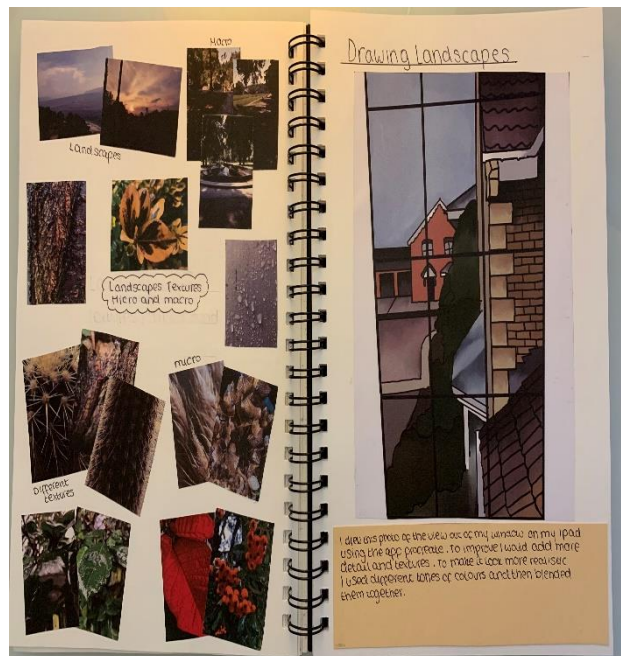 Macro
Landscapes
Landscapes Textures
Micro and macro
micro
Different
textures
Drawing Landscapes
I drew this photo of the view out of my window on my ipad
using the app procreate. To improve I would add more
detail and textures. To make it look more realistic
I used different tones of colours and then blended
them together.